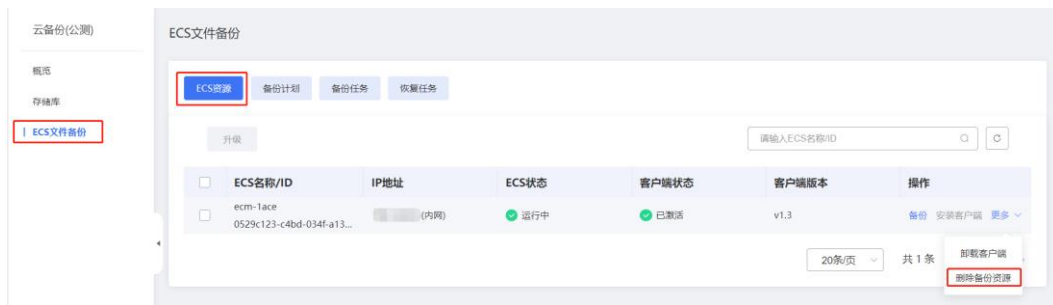 云备份(公测)
概览
存储库
ECS文件备份
ECS文件备份
ECS资源 备份计划 备份任务 恢复任务
升级 请输入ECS名称/ID
ECS名称/ID IP地址 ECS状态 客户端状态 客户端版本 操作
ecm-1ace
0529c123-c4bd-034f-a13... (内网) 运行中 已激活 v1.3 备份 安装客户端 更多
20条/页 共 1 条
卸载客户端
删除备份资源